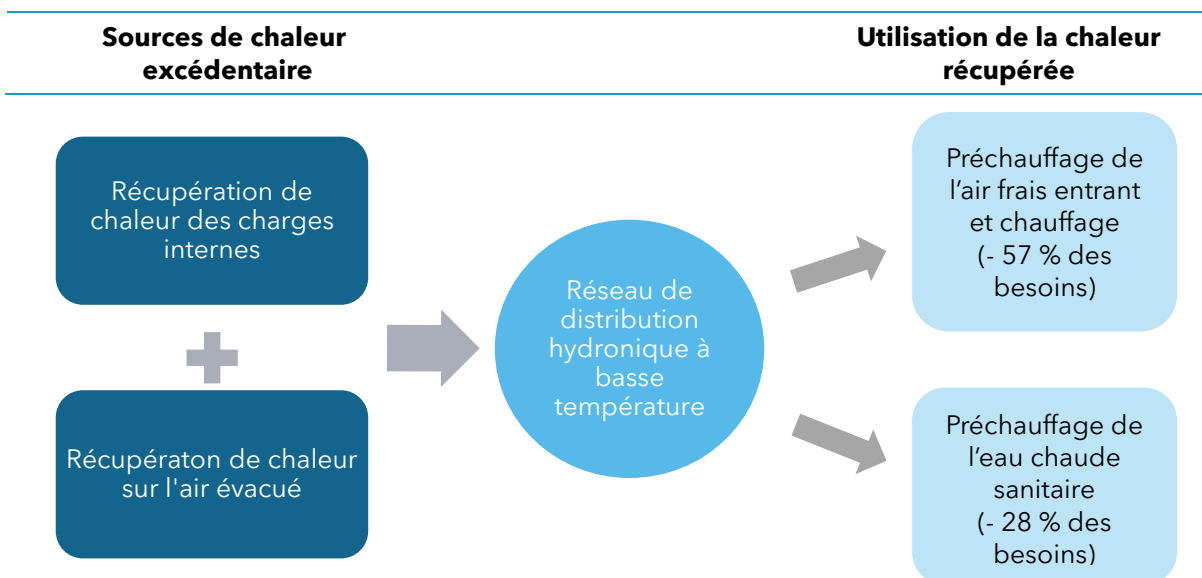 Sources de chaleur
excédentaire
Utilisation de la chaleur
récupérée
Récupération de
chaleur des charges
internes
Récupératon de chaleur
sur l'air évacué
Réseau de
distribution
hydronique à
basse
température
Préchauffage de
l’air frais entrant
et chauffage
(- 57 % des
besoins)
Préchauffage de
l’eau chaude
sanitaire
(- 28 % des
besoins)